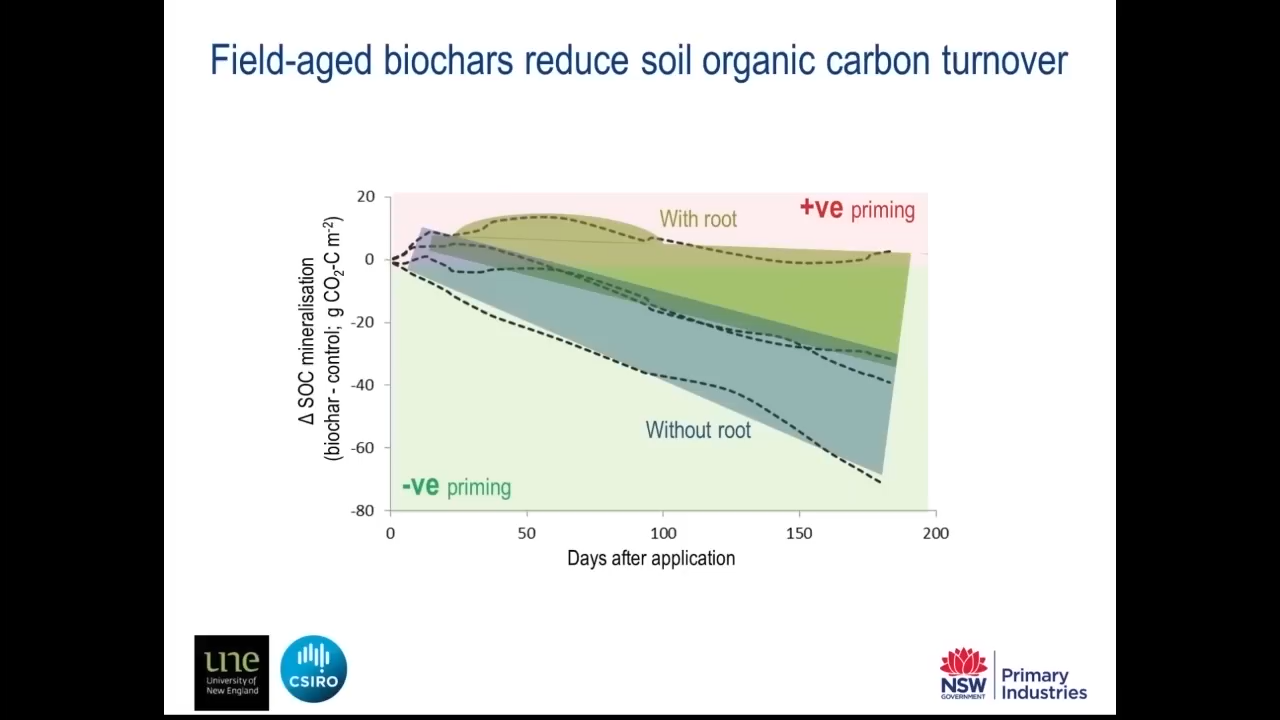 Field-aged biochars reduce soil organic carbon turnover
20
0
-20
-40
-60
-80
Δ SOC mineralisation
(biochar - control; g CO₂-C m⁻²)
With root
+ve priming
Without root
-ve priming
0 50 100 150 200
Days after application
une
University of
New England
CSIRO
NSW
GOVERNMENT
Primary
Industries